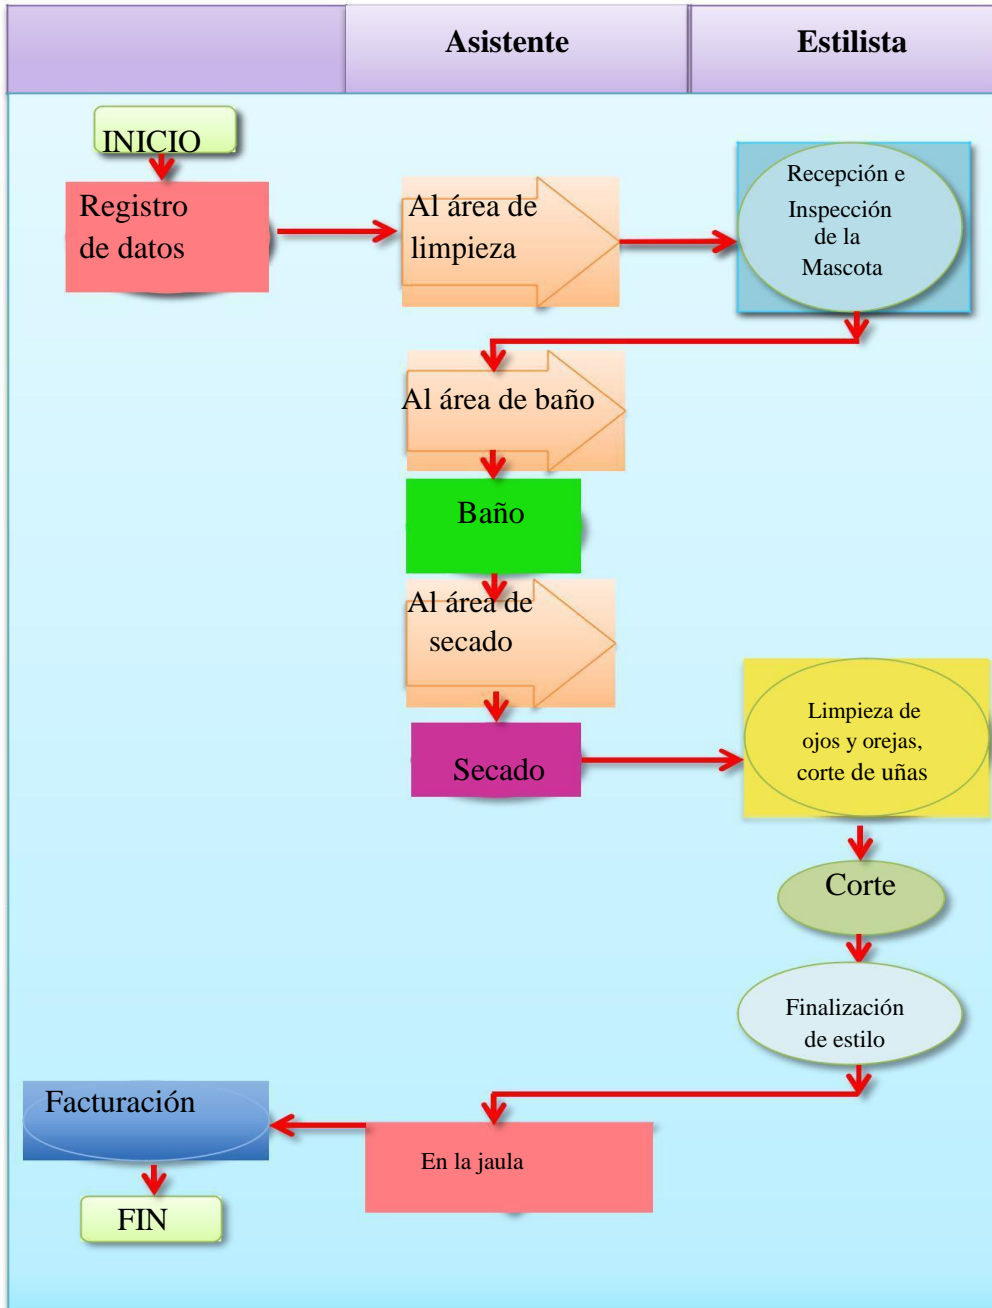 Asistente
Estilista
INICIO
Registro
de datos
Al área de
limpieza
Recepción e
Inspección
de la
Mascota
Al área de baño
Baño
Al área de
secado
Secado
Limpieza de
ojos y orejas,
corte de uñas
Corte
Finalización
de estilo
En la jaula
Facturación
FIN